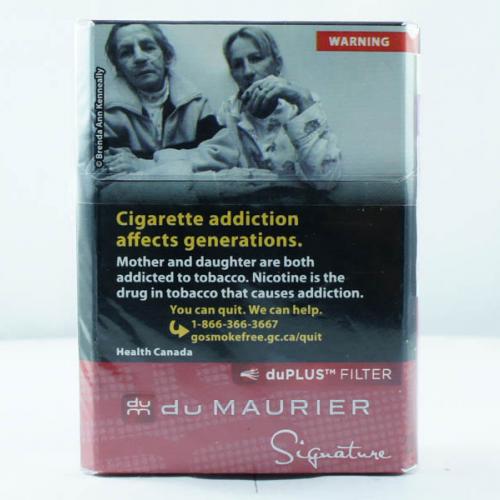 WARNING
© Brenda Ann Kenneally
Cigarette addiction
affects generations.
Mother and daughter are both
addicted to tobacco. Nicotine is the
drug in tobacco that causes addiction.
You can quit. We can help.
1-866-366-3667
gosmokefree.gc.ca/quit
Health Canada
duPLUS™ FILTER
du du MAURIER
Signature